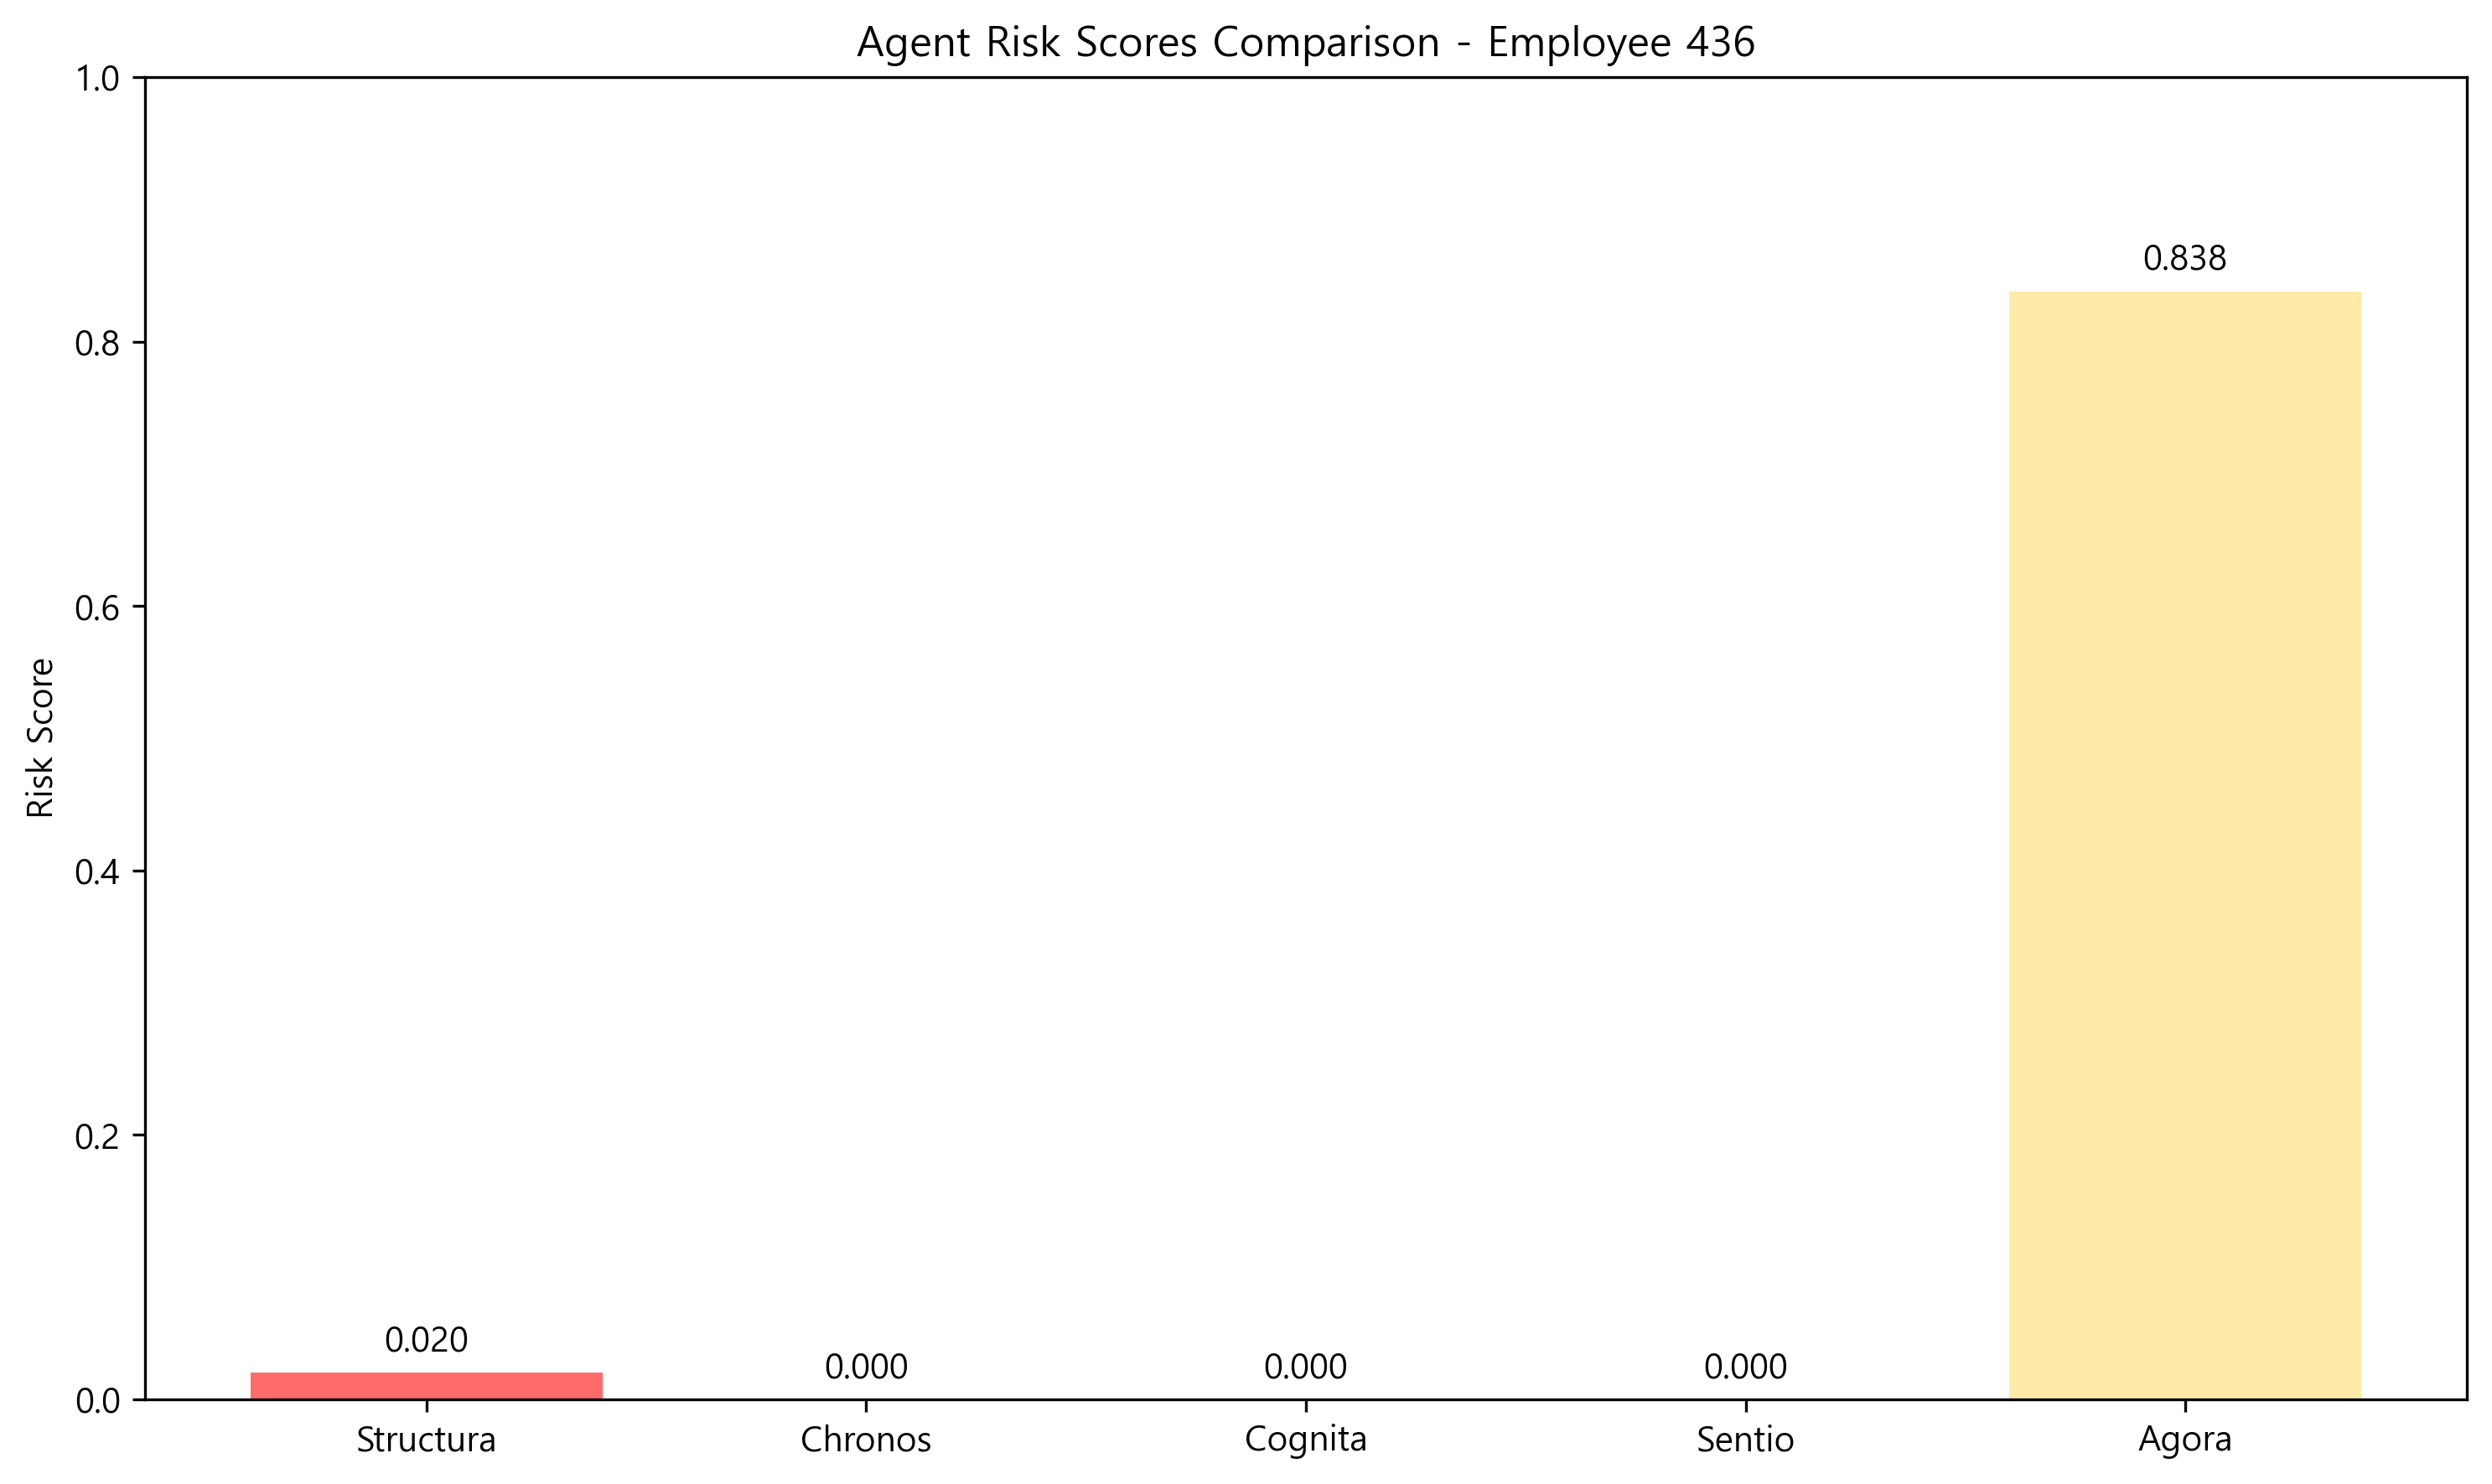 Agent Risk Scores Comparison - Employee 436
Risk Score
1.0
0.8
0.6
0.4
0.2
0.0
0.020
0.000
0.000
0.000
0.838
Structura
Chronos
Cognita
Sentio
Agora